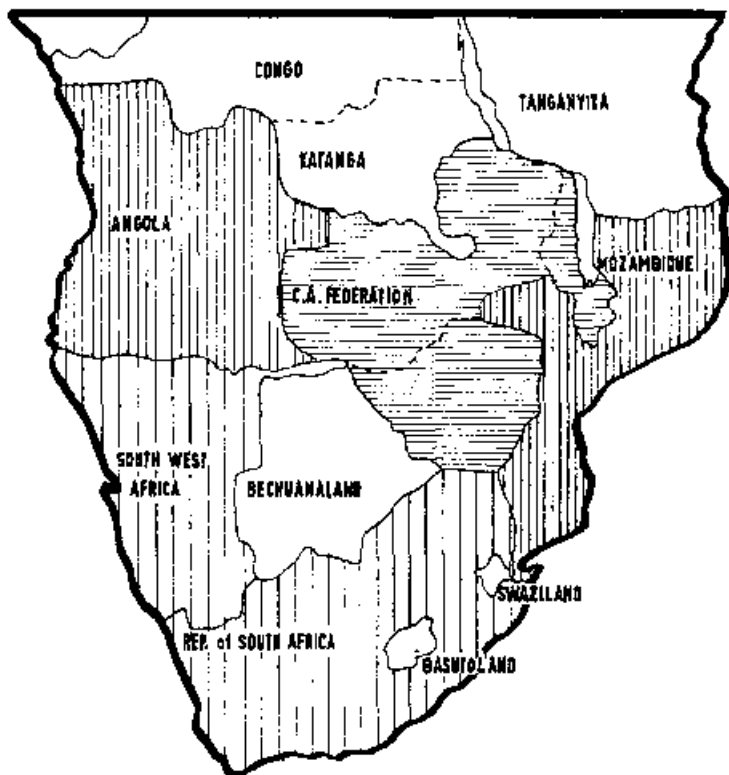 CONGO
TANGANYIKA
KATANGA
ANGOLA
MOZAMBIQUE
C.A. FEDERATION
SOUTH WEST
AFRICA
BECHUANALAND
SWAZILAND
REP. of SOUTH AFRICA
BASUTOLAND